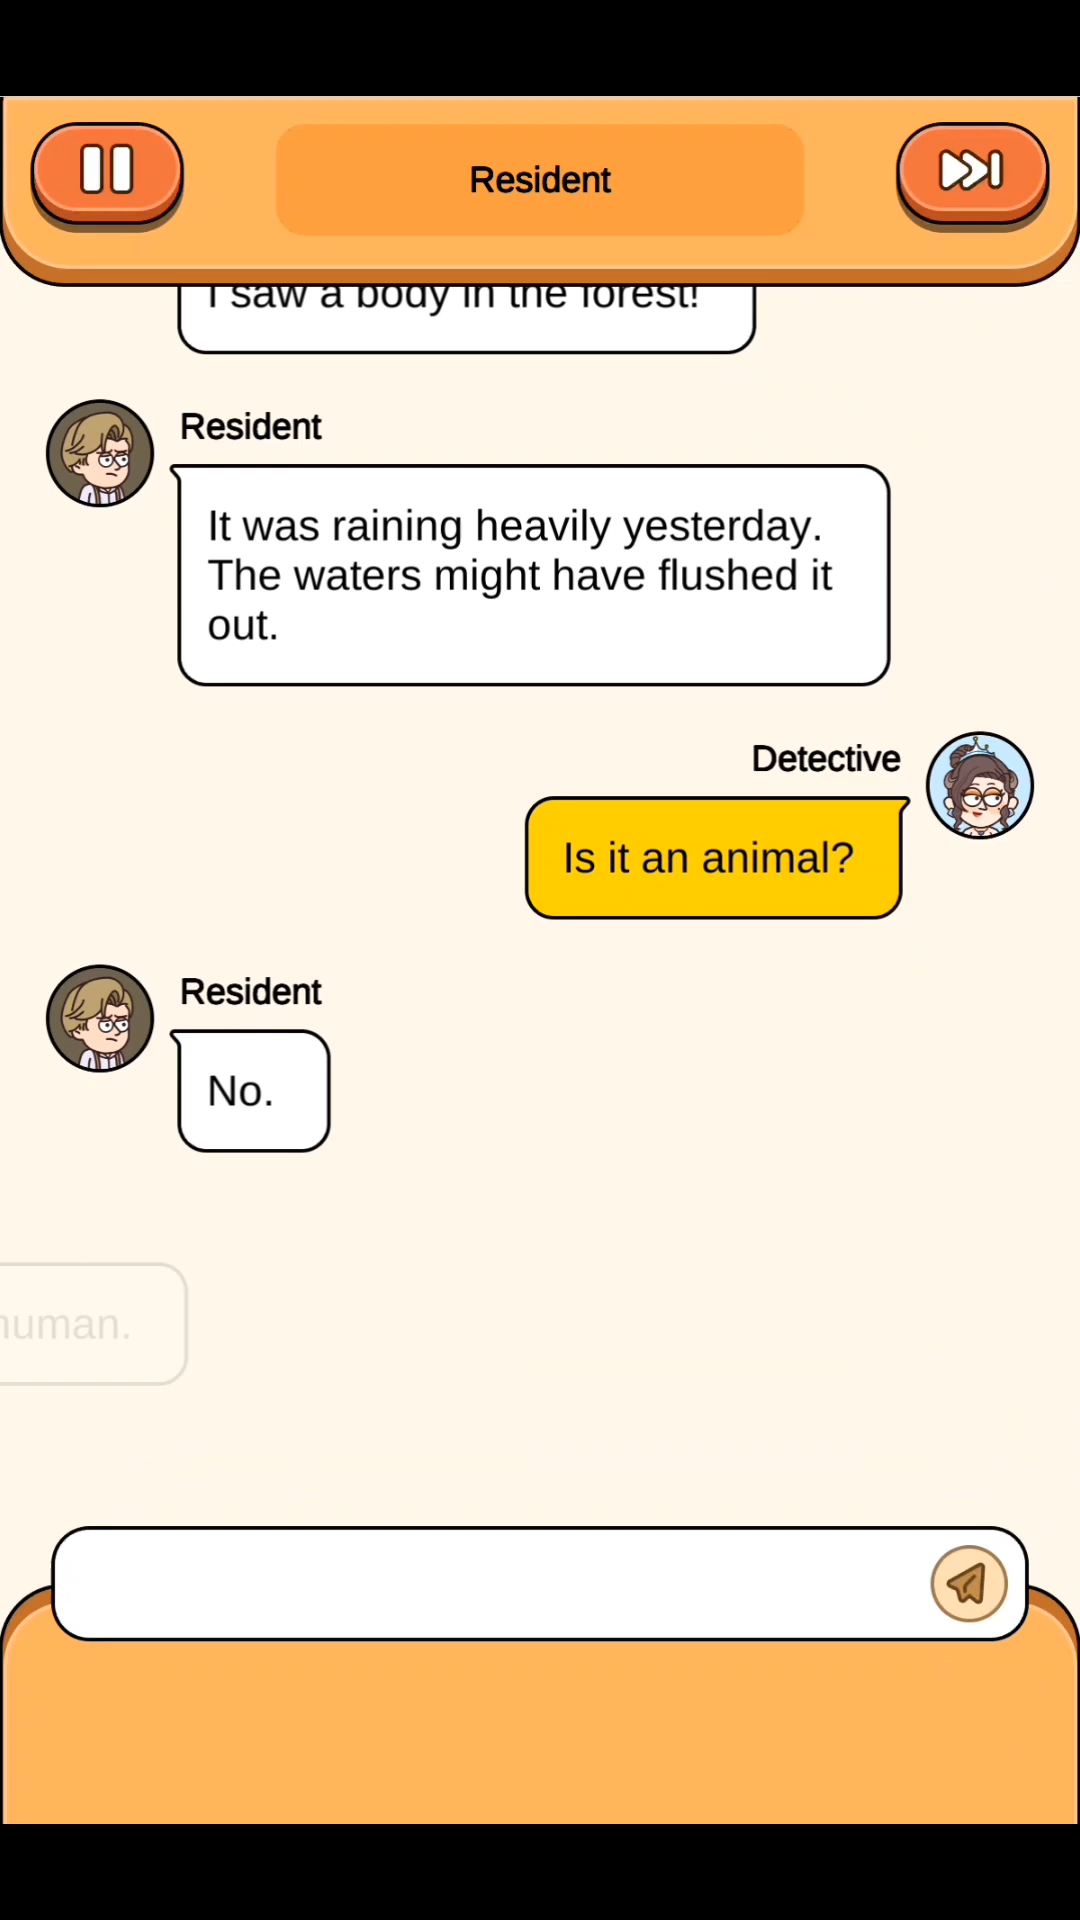 Resident
I saw a body in the forest!
Resident
It was raining heavily yesterday.
The waters might have flushed it
out.
Detective
Is it an animal?
Resident
No.
human.